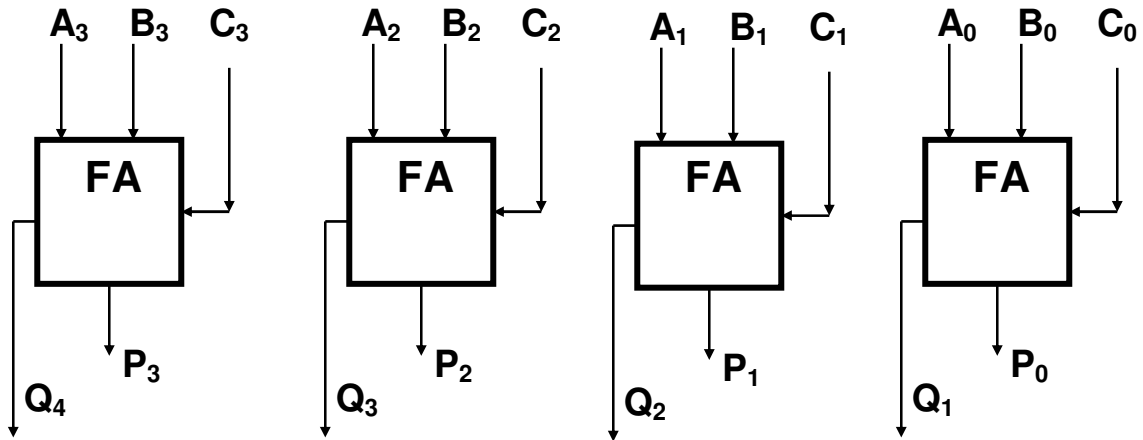 A₃ B₃ C₃ A₂ B₂ C₂ A₁ B₁ C₁ A₀ B₀ C₀
FA FA FA FA
P₃ P₂ P₁ P₀
Q₄ Q₃ Q₂ Q₁